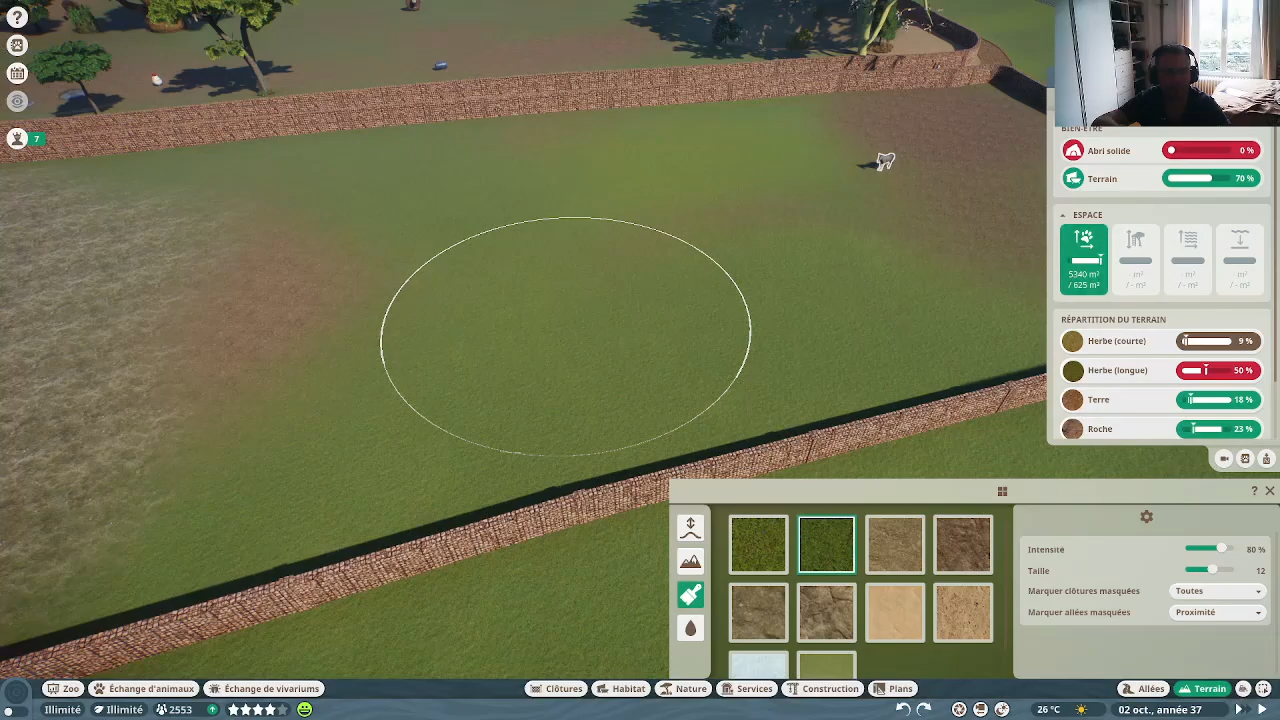 ?
7
BIEN-ÊTRE
Abri solide 0 %
Terrain 70 %
ESPACE
5340 m² / 625 m²
m² / - m²
m² / - m²
m² / - m²
RÉPARTITION DU TERRAIN
Herbe (courte) 9 %
Herbe (longue) 50 %
Terre 18 %
Roche 23 %
? ✕
Intensité 80 %
Taille 12
Marquer clôtures masquées Toutes
Marquer allées masquées Proximité
Zoo Échange d'animaux Échange de vivariums Clôtures Habitat Nature Services Construction Plans Allées Terrain
Illimité Illimité 2553 26 °C 02 oct., année 37